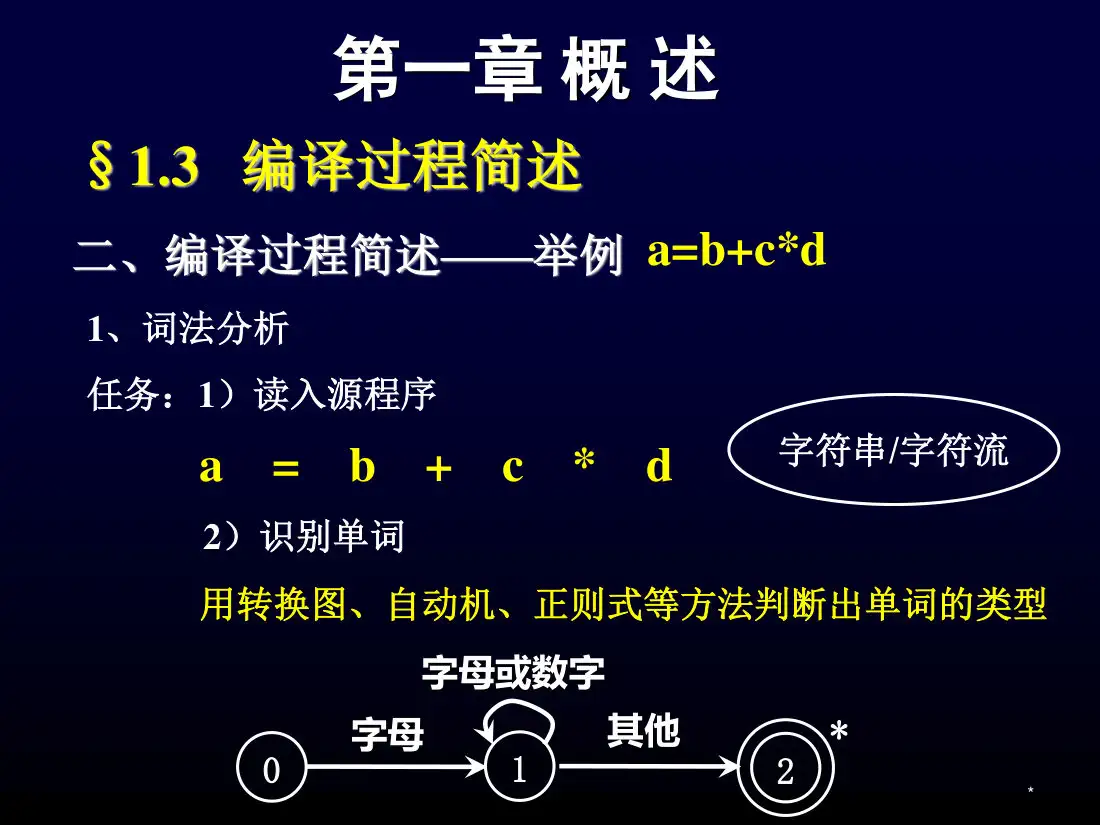 第一章 概 述
§1.3 编译过程简述
二、编译过程简述——举例 a=b+c*d
1、词法分析
任务：1）读入源程序
a = b + c * d
字符串/字符流
2）识别单词
用转换图、自动机、正则式等方法判断出单词的类型
字母或数字
字母
其他
*
0
1
2
*